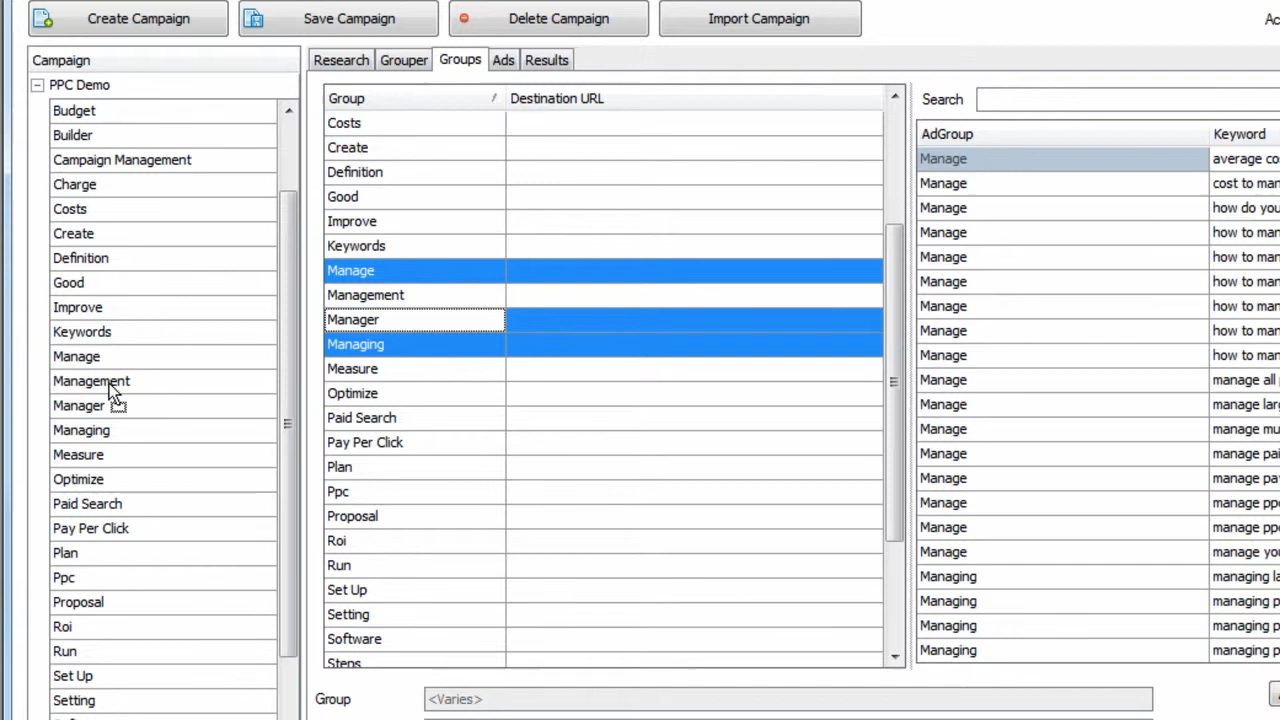 Create Campaign
Save Campaign
Delete Campaign
Import Campaign
Campaign
PPC Demo
Budget
Builder
Campaign Management
Charge
Costs
Create
Definition
Good
Improve
Keywords
Manage
Management
Manager
Managing
Measure
Optimize
Paid Search
Pay Per Click
Plan
Ppc
Proposal
Roi
Run
Set Up
Setting
Research Grouper Groups Ads Results
Group Destination URL
Costs
Create
Definition
Good
Improve
Keywords
Manage
Management
Manager
Managing
Measure
Optimize
Paid Search
Pay Per Click
Plan
Ppc
Proposal
Roi
Run
Set Up
Setting
Software
Steps
Group <Varies>
Search
AdGroup Keyword
Manage average co
Manage cost to man
Manage how do you
Manage how to man
Manage how to man
Manage how to man
Manage how to man
Manage how to man
Manage how to man
Manage manage all
Manage manage larg
Manage manage mu
Manage manage pai
Manage manage pa
Manage manage pp
Manage manage pp
Manage manage yo
Managing managing la
Managing managing p
Managing managing p
Managing managing p